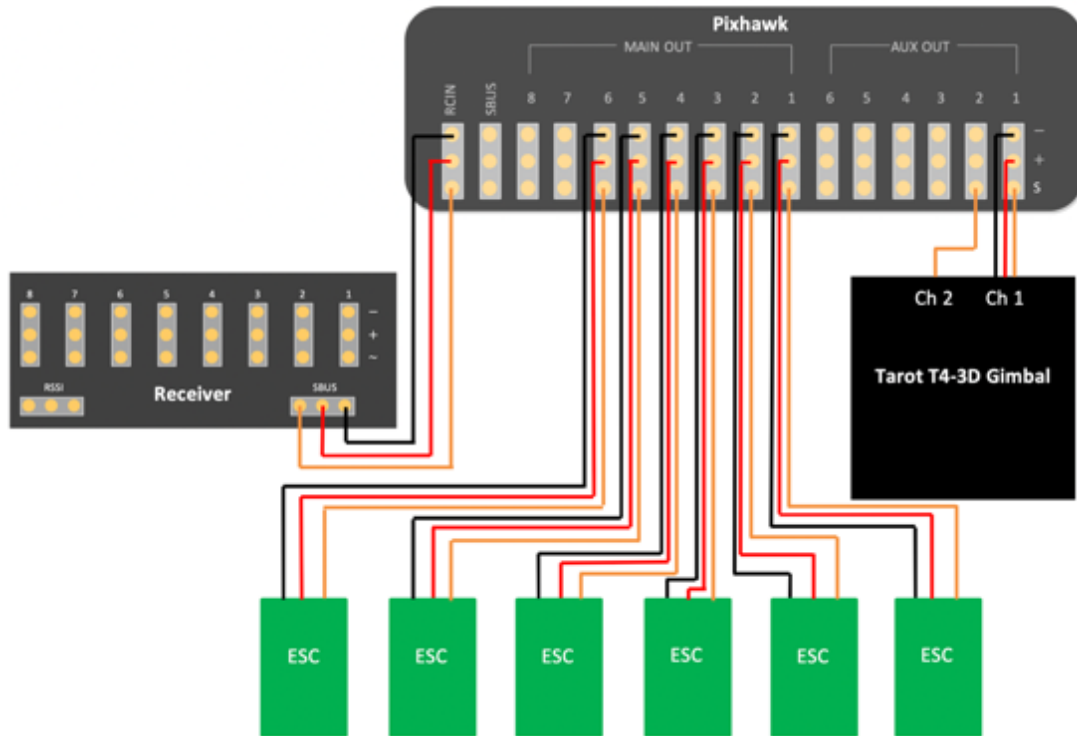 Pixhawk
MAIN OUT
AUX OUT
RCIN
SBUS
8 7 6 5 4 3 2 1
6 5 4 3 2 1
−
+
S
8 7 6 5 4 3 2 1
−
+
~
RSSI
SBUS
Receiver
Ch 2 Ch 1
Tarot T4-3D Gimbal
ESC ESC ESC ESC ESC ESC